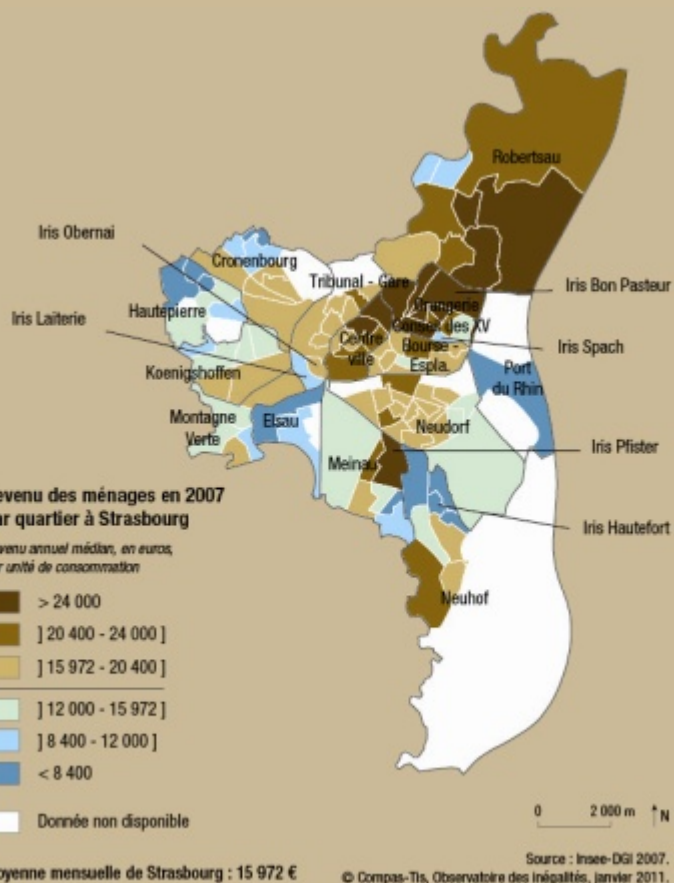 Robertsau
Iris Obernai
Cronenbourg
Tribunal - Gare
Iris Bon Pasteur
Hautepierre
Orangerie
Iris Laiterie
Conseil des XV
Centre
ville
Bourse -
Espla.
Iris Spach
Koenigshoffen
Port
du Rhin
Montagne
Verte
Elsau
Neudorf
Iris Pfister
Meinau
evenu des ménages en 2007
ar quartier à Strasbourg
Iris Hautefort
venu annuel médian, en euros,
r unité de consommation
Neuhof
> 24 000
] 20 400 - 24 000 ]
] 15 972 - 20 400 ]
] 12 000 - 15 972 ]
] 8 400 - 12 000 ]
< 8 400
Donnée non disponible
0 2 000 m N
oyenne mensuelle de Strasbourg : 15 972 €
Source : Insee-DGI 2007.
© Compas-Tis, Observatoire des inégalités, janvier 2011.